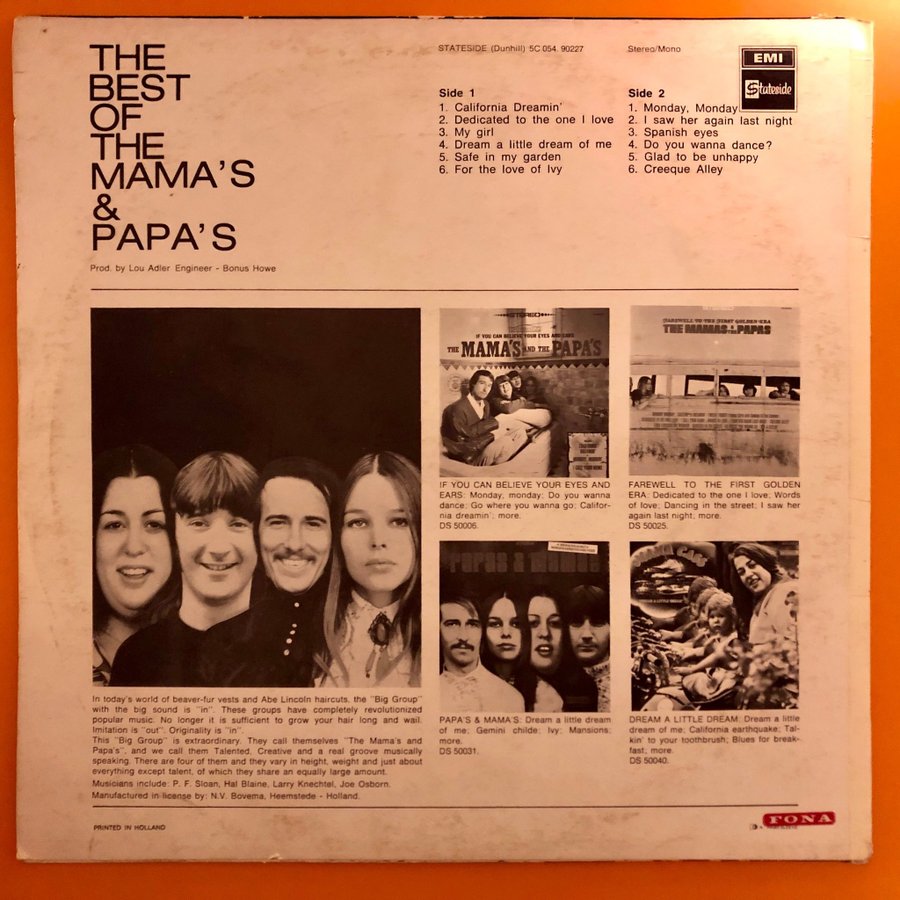 THE
BEST
OF
THE
MAMA'S
&
PAPA'S
Prod. by Lou Adler Engineer - Bonus Howe
STATESIDE (Dunhill) 5C 054. 90227
Stereo/Mono
EMI
Stateside
Side 1
1. California Dreamin'
2. Dedicated to the one I love
3. My girl
4. Dream a little dream of me
5. Safe in my garden
6. For the love of Ivy
Side 2
1. Monday, Monday
2. I saw her again last night
3. Spanish eyes
4. Do you wanna dance?
5. Glad to be unhappy
6. Creeque Alley
In today's world of beaver-fur vests and Abe Lincoln haircuts, the "Big Group"
with the big sound is "in". These groups have completely revolutionized
popular music. No longer it is sufficient to grow your hair long and wail.
Imitation is "out". Originality is "in".
This "Big Group" is extraordinary. They call themselves "The Mama's and
Papa's", and we call them Talented, Creative and a real groove musically
speaking. There are four of them and they vary in height, weight and just about
everything except talent, of which they share an equally large amount.
Musicians include: P. F. Sloan, Hal Blaine, Larry Knechtel, Joe Osborn.
Manufactured in license by: N.V. Bovema, Heemstede - Holland.
STEREO
IF YOU CAN BELIEVE YOUR EYES AND EARS
THE MAMA'S AND THE PAPA'S
IF YOU CAN BELIEVE YOUR EYES AND
EARS: Monday, monday; Do you wanna
dance; Go where you wanna go; Califor-
nia dreamin'; more.
DS 50006.
FAREWELL TO THE FIRST GOLDEN ERA
THE MAMAS & THE PAPAS
FAREWELL TO THE FIRST GOLDEN
ERA: Dedicated to the one I love; Words
of love; Dancing in the street; I saw her
again last night; more.
DS 50025.
PAPAS & MAMAS
PAPA'S & MAMA'S: Dream a little dream
of me; Gemini childe; Ivy; Mansions;
more.
DS 50031.
MAMA CASS
DREAM A LITTLE DREAM: Dream a little
dream of me; California earthquake; Tal-
kin' to your toothbrush; Blues for break-
fast; more.
DS 50040.
PRINTED IN HOLLAND
FONA